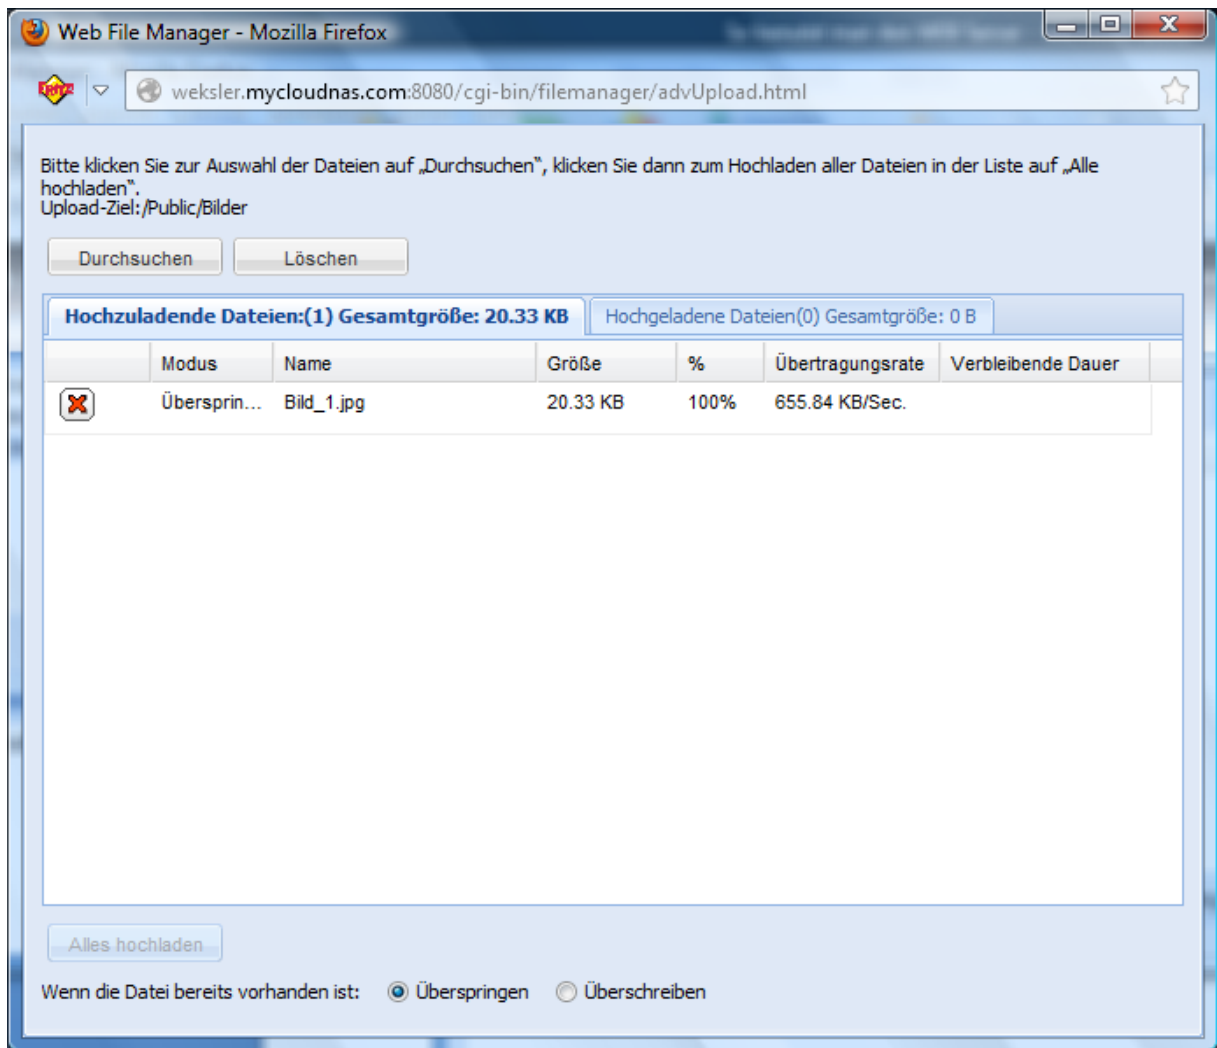 Web File Manager - Mozilla Firefox
FRITZ
weksler.mycloudnas.com:8080/cgi-bin/filemanager/advUpload.html
Bitte klicken Sie zur Auswahl der Dateien auf „Durchsuchen“, klicken Sie dann zum Hochladen aller Dateien in der Liste auf „Alle
hochladen“.
Upload-Ziel:/Public/Bilder
Durchsuchen Löschen
Hochzuladende Dateien:(1) Gesamtgröße: 20.33 KB Hochgeladene Dateien(0) Gesamtgröße: 0 B
Modus Name Größe % Übertragungsrate Verbleibende Dauer
Übersprin... Bild_1.jpg 20.33 KB 100% 655.84 KB/Sec.
Alles hochladen
Wenn die Datei bereits vorhanden ist: Überspringen Überschreiben